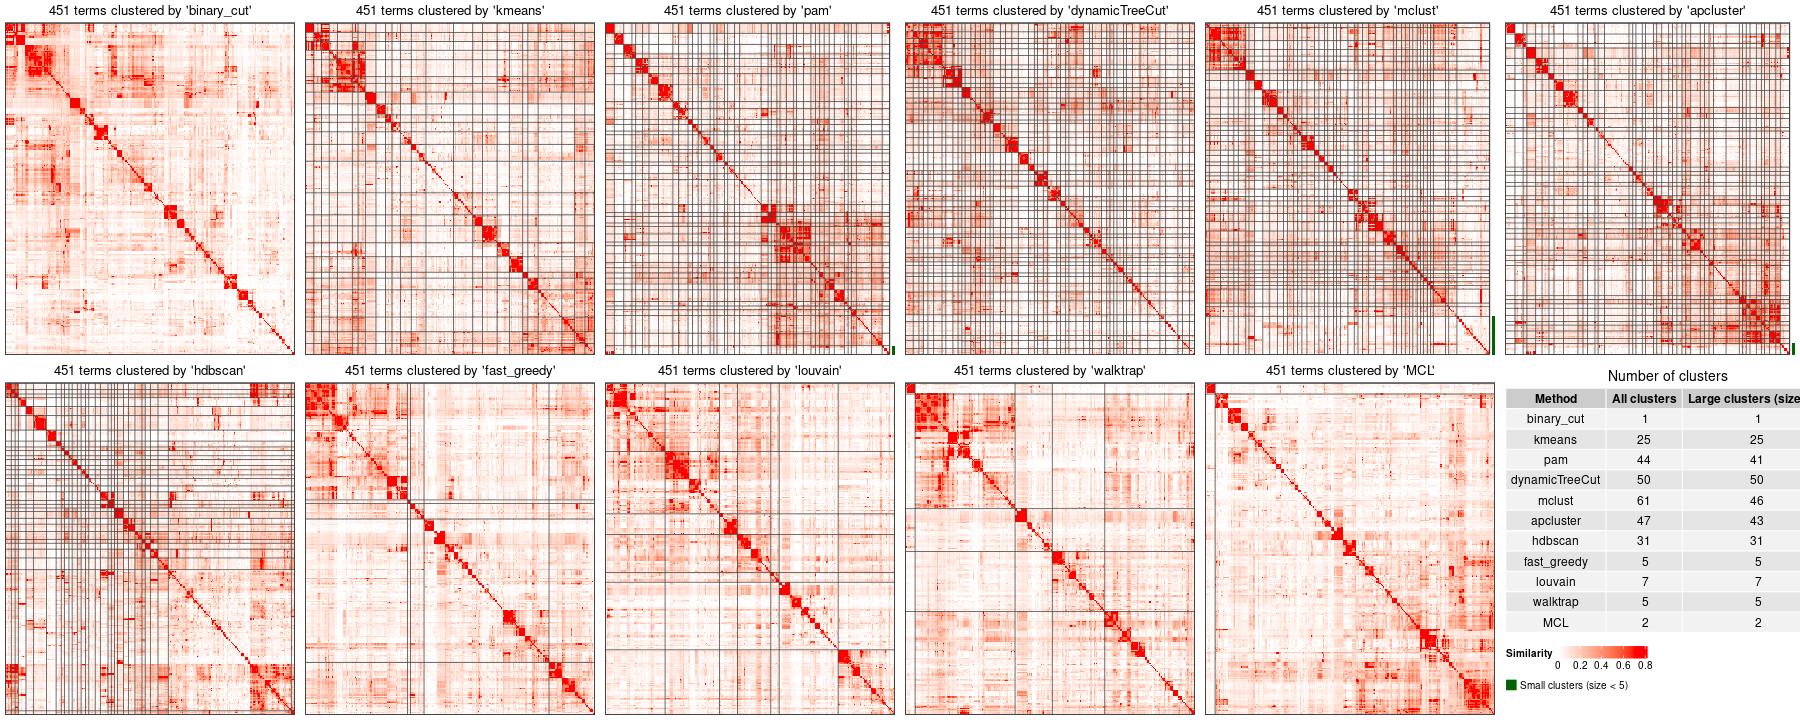 451 terms clustered by 'binary_cut'
451 terms clustered by 'kmeans'
451 terms clustered by 'pam'
451 terms clustered by 'dynamicTreeCut'
451 terms clustered by 'mclust'
451 terms clustered by 'apcluster'
451 terms clustered by 'hdbscan'
451 terms clustered by 'fast_greedy'
451 terms clustered by 'louvain'
451 terms clustered by 'walktrap'
451 terms clustered by 'MCL'
Number of clusters
Method All clusters Large clusters (size
binary_cut 1 1
kmeans 25 25
pam 44 41
dynamicTreeCut 50 50
mclust 61 46
apcluster 47 43
hdbscan 31 31
fast_greedy 5 5
louvain 7 7
walktrap 5 5
MCL 2 2
Similarity
0 0.2 0.4 0.6 0.8
Small clusters (size < 5)